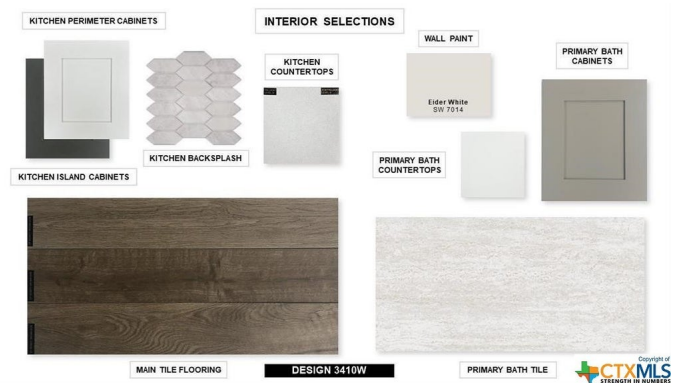 INTERIOR SELECTIONS
KITCHEN PERIMETER CABINETS
KITCHEN
COUNTERTOPS
WALL PAINT
PRIMARY BATH
CABINETS
Eider White
SW 7014
KITCHEN BACKSPLASH
PRIMARY BATH
COUNTERTOPS
KITCHEN ISLAND CABINETS
MAIN TILE FLOORING
DESIGN 3410W
PRIMARY BATH TILE
Copyright of
CTXMLS
STRENGTH IN NUMBERS